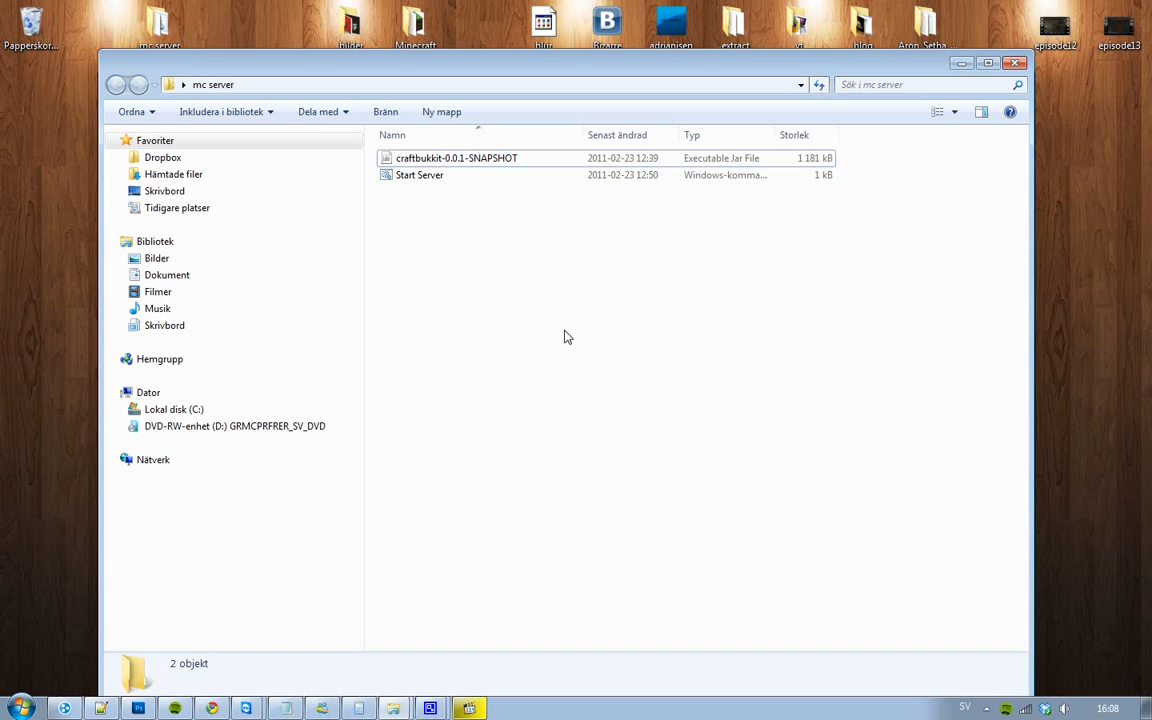 Papperskor...
mc server
bilder
Minecraft
blur
Bizarre
adrianisen
extract
yt
blog
Aron_Setha_...
episode12
episode13
mc server
Sök i mc server
Ordna
Inkludera i bibliotek
Dela med
Bränn
Ny mapp
Namn
Senast ändrad
Typ
Storlek
craftbukkit-0.0.1-SNAPSHOT 2011-02-23 12:39 Executable Jar File 1 181 kB
Start Server 2011-02-23 12:50 Windows-komma... 1 kB
Favoriter
Dropbox
Hämtade filer
Skrivbord
Tidigare platser
Bibliotek
Bilder
Dokument
Filmer
Musik
Skrivbord
Hemgrupp
Dator
Lokal disk (C:)
DVD-RW-enhet (D:) GRMCPRFRER_SV_DVD
Nätverk
2 objekt
SV
16:08